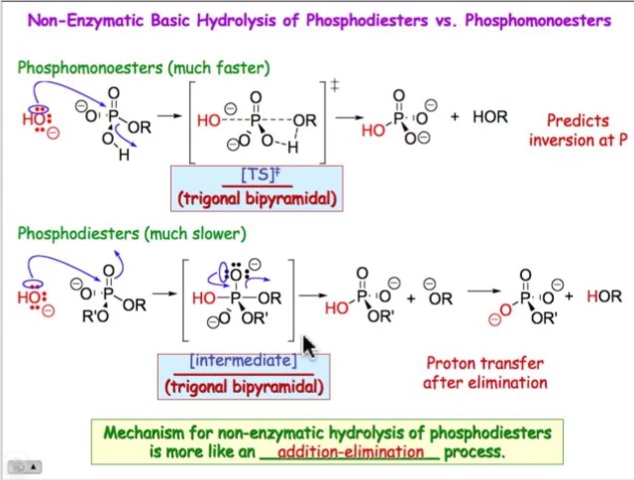 Non-Enzymatic Basic Hydrolysis of Phosphodiesters vs. Phosphomonoesters
Phosphomonoesters (much faster)
HO: ⊖ ⊖O P O OR O H → [ HO ⊖ P O OR ⊖O O H ]‡ → HO P O O⊖ O⊖ + HOR
Predicts
inversion at P
[TS]‡
(trigonal bipyramidal)
Phosphodiesters (much slower)
HO: ⊖ ⊖O P O OR R'O → [ HO P :O: ⊖ OR ⊖O OR' ] → HO P O O⊖ OR' + ⊖OR → ⊖O P O O⊖ OR' + HOR
[intermediate]
(trigonal bipyramidal)
Proton transfer
after elimination
Mechanism for non-enzymatic hydrolysis of phosphodiesters
is more like an addition-elimination process.